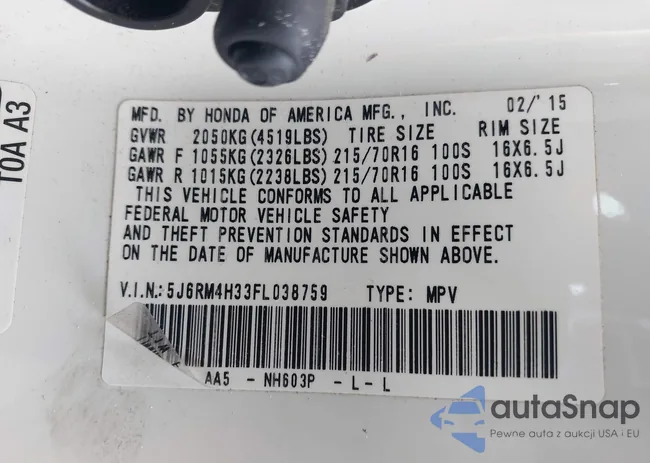 TOA A3
MFD. BY HONDA OF AMERICA MFG., INC. 02/'15
GVWR 2050KG(4519LBS) TIRE SIZE RIM SIZE
GAWR F 1055KG(2326LBS) 215/70R16 100S 16X6.5J
GAWR R 1015KG(2238LBS) 215/70R16 100S 16X6.5J
THIS VEHICLE CONFORMS TO ALL APPLICABLE
FEDERAL MOTOR VEHICLE SAFETY
AND THEFT PREVENTION STANDARDS IN EFFECT
ON THE DATE OF MANUFACTURE SHOWN ABOVE.
V.I.N.: 5J6RM4H33FL038759 TYPE: MPV
AA5 - NH603P - L - L
autaSnap
Pewne auta z aukcji USA i EU